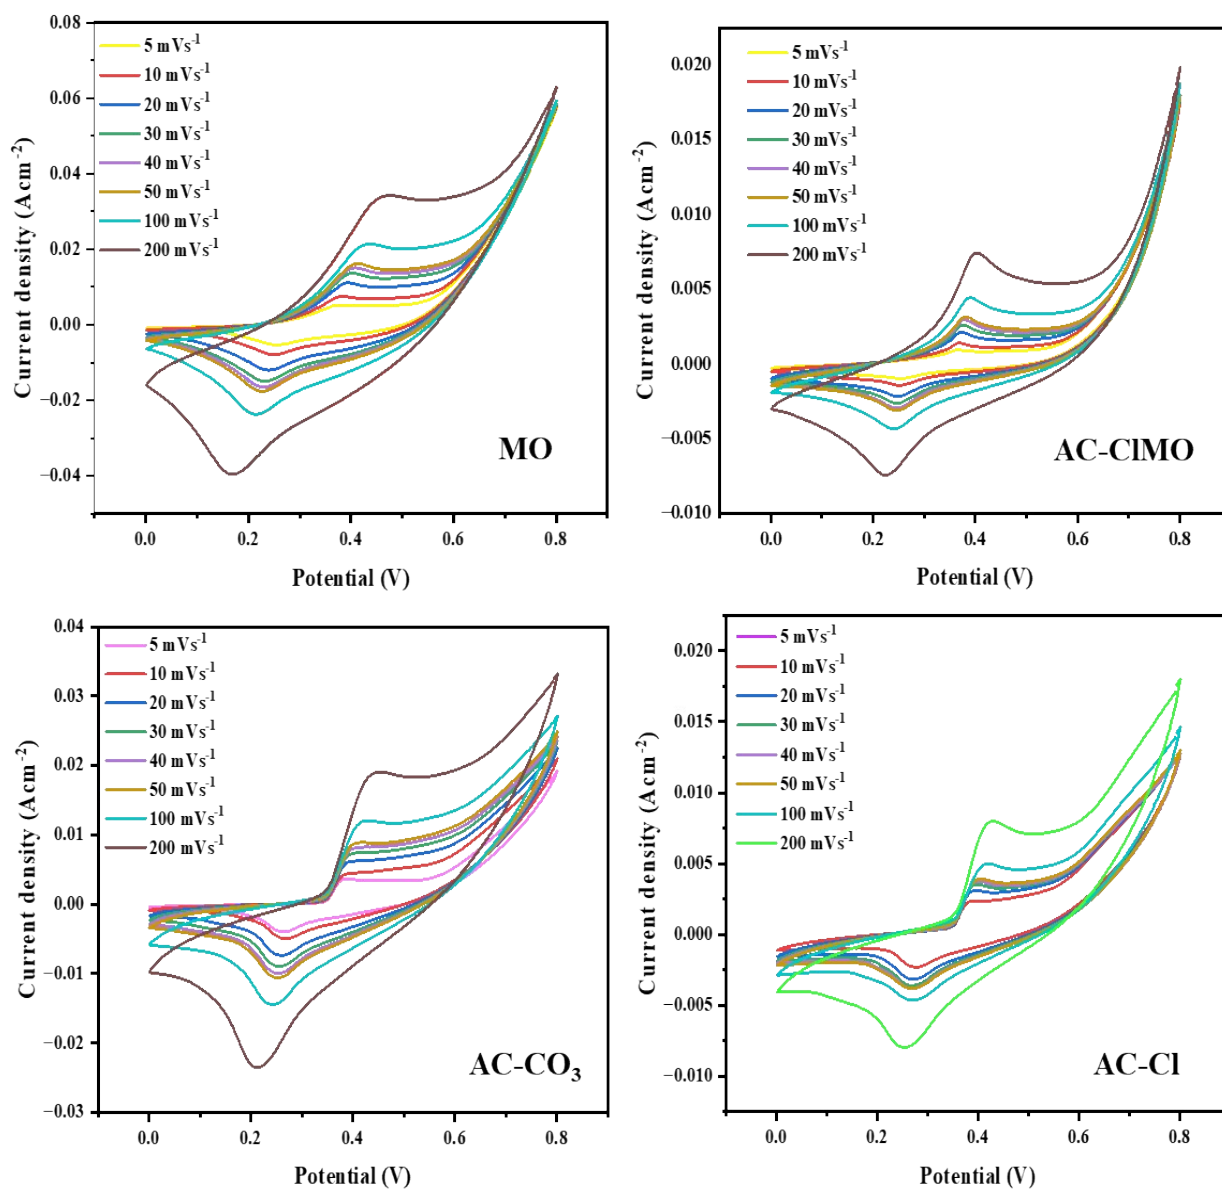 0.08
0.06
0.04
0.02
0.00
−0.02
−0.04
Current density (Acm⁻²)
5 mVs⁻¹
10 mVs⁻¹
20 mVs⁻¹
30 mVs⁻¹
40 mVs⁻¹
50 mVs⁻¹
100 mVs⁻¹
200 mVs⁻¹
MO
0.0 0.2 0.4 0.6 0.8
Potential (V)
0.020
0.015
0.010
0.005
0.000
−0.005
−0.010
Current density (Acm⁻²)
5 mVs⁻¹
10 mVs⁻¹
20 mVs⁻¹
30 mVs⁻¹
40 mVs⁻¹
50 mVs⁻¹
100 mVs⁻¹
200 mVs⁻¹
AC-ClMO
0.0 0.2 0.4 0.6 0.8
Potential (V)
0.04
0.03
0.02
0.01
0.00
−0.01
−0.02
−0.03
Current density (Acm⁻²)
5 mVs⁻¹
10 mVs⁻¹
20 mVs⁻¹
30 mVs⁻¹
40 mVs⁻¹
50 mVs⁻¹
100 mVs⁻¹
200 mVs⁻¹
AC-CO₃
0.0 0.2 0.4 0.6 0.8
Potential (V)
0.020
0.015
0.010
0.005
0.000
−0.005
−0.010
Current density (Acm⁻²)
5 mVs⁻¹
10 mVs⁻¹
20 mVs⁻¹
30 mVs⁻¹
40 mVs⁻¹
50 mVs⁻¹
100 mVs⁻¹
200 mVs⁻¹
AC-Cl
0.0 0.2 0.4 0.6 0.8
Potential (V)